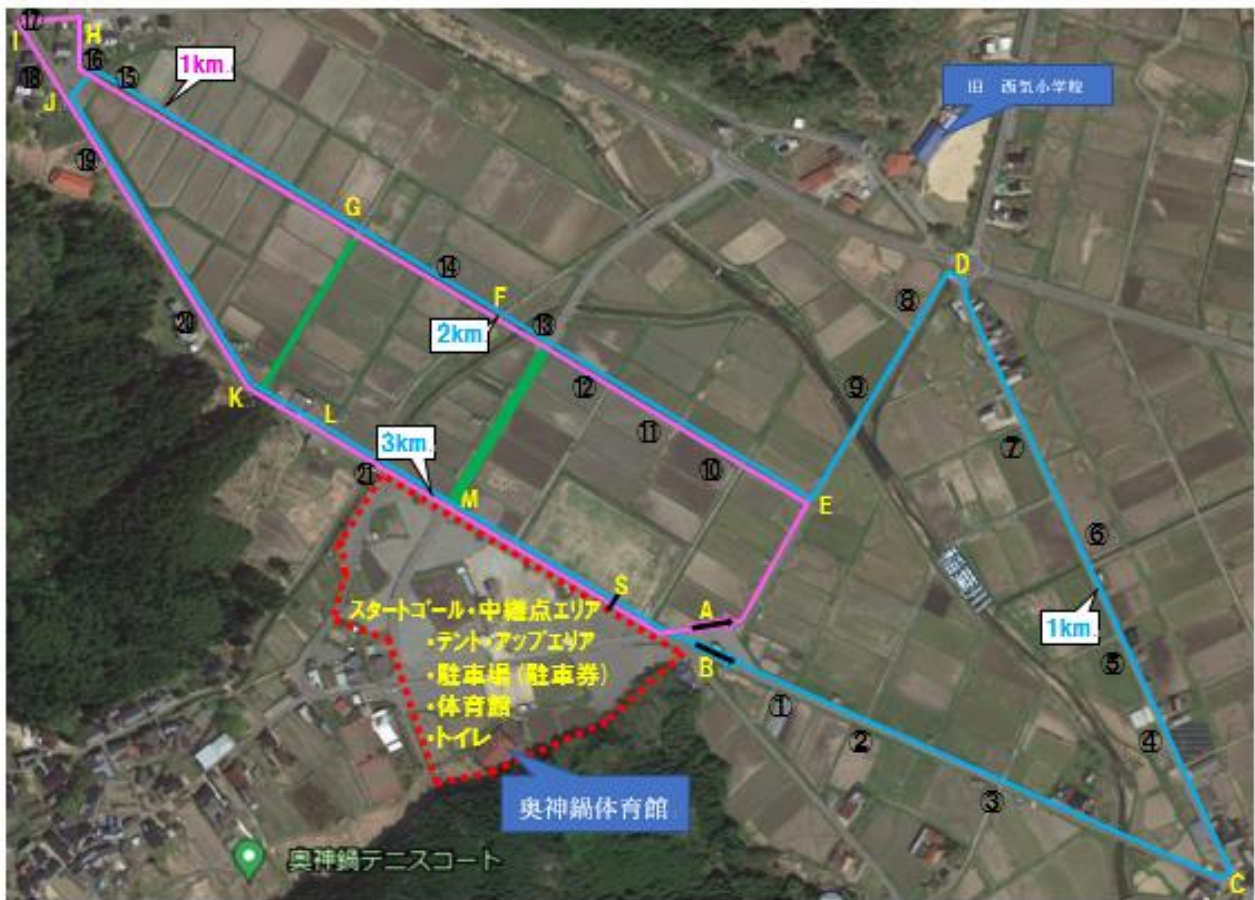 ⑰
I
H
⑱
⑯
⑮
1km.
J
⑲
旧 西気小学校
G
⑭
F
2km.
⑬
D
⑧
⑳
⑫
⑨
K
L
⑪
⑦
3km.
⑩
㉑
M
E
⑥
S
A
1km.
B
⑤
スタートゴール・中継点エリア
・テント・アップエリア
・駐車場(駐車券)
・体育館
・トイレ
①
②
④
③
奥神鍋体育館
奥神鍋テニスコート
C